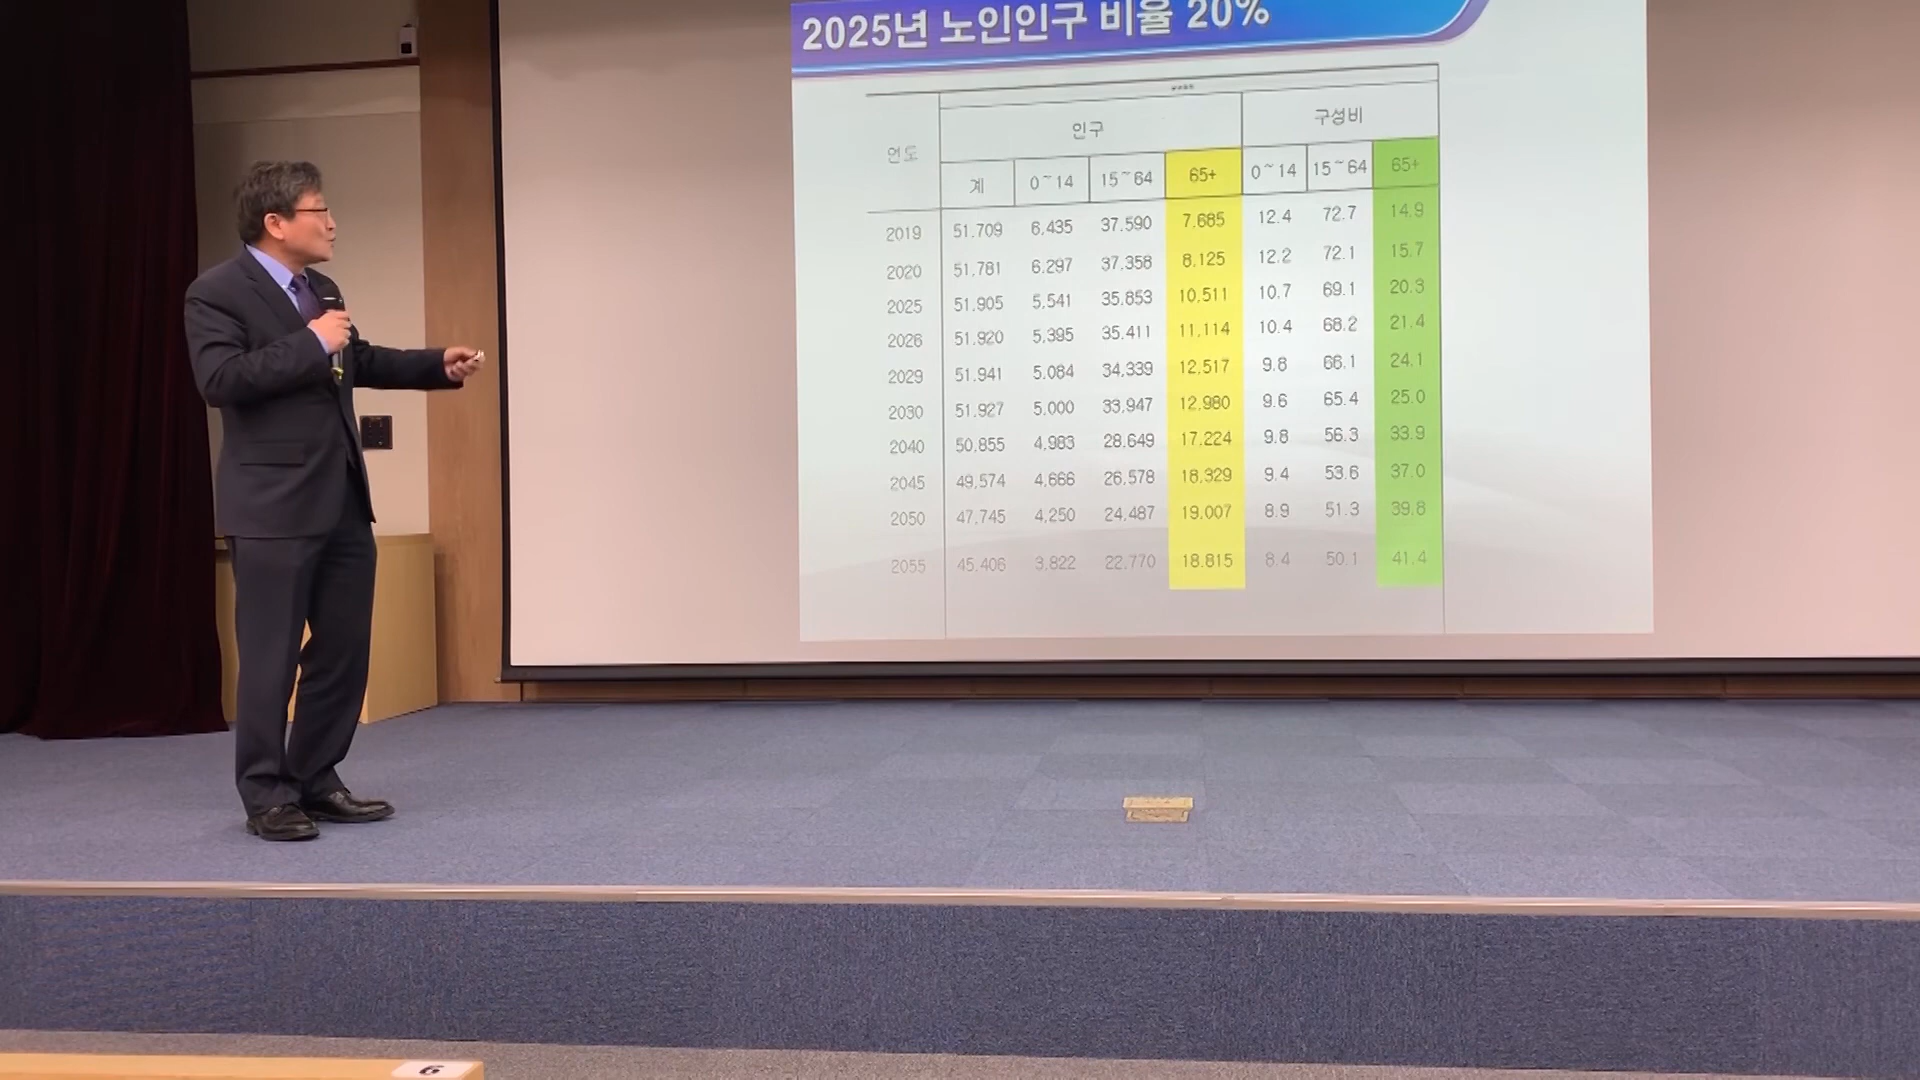 2025년 노인인구 비율 20%
연도 인구 구성비
계 0~14 15~64 65+ 0~14 15~64 65+
2019 51.709 6,435 37.590 7,685 12.4 72.7 14.9
2020 51,781 6.297 37,358 8,125 12.2 72.1 15.7
2025 51.905 5,541 35.853 10,511 10.7 69.1 20.3
2026 51.920 5,395 35.411 11,114 10.4 68.2 21.4
2029 51.941 5.084 34,339 12,517 9.8 66.1 24.1
2030 51.927 5.000 33,947 12,980 9.6 65.4 25.0
2040 50.855 4,983 28.649 17,224 9.8 56.3 33.9
2045 49,574 4,666 26,578 18,329 9.4 53.6 37.0
2050 47,745 4,250 24,487 19,007 8.9 51.3 39.8
2055 45,406 3,822 22,770 18,815 8.4 50.1 41.4
6